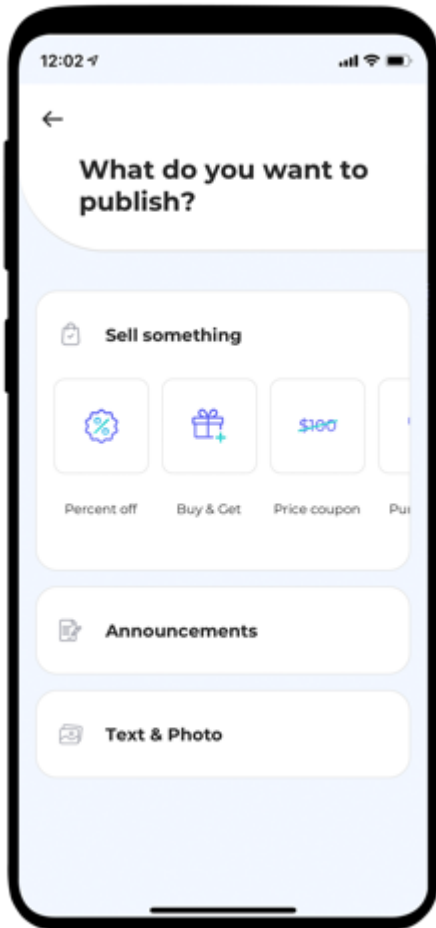 12:02
What do you want to
publish?
Sell something
$100
Percent off
Buy & Get
Price coupon
Announcements
Text & Photo